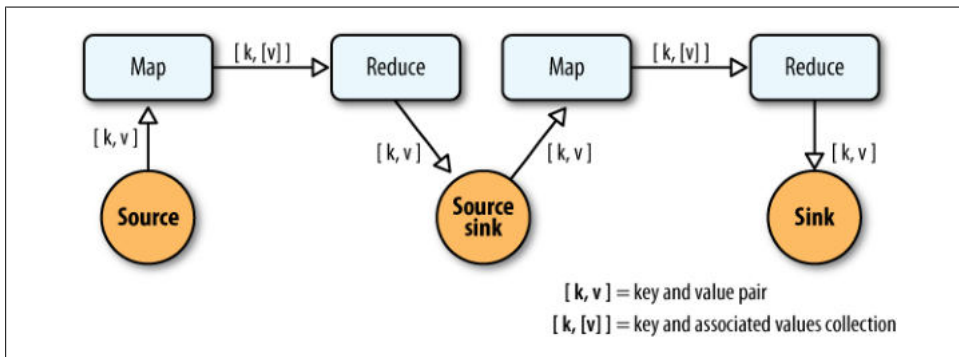 Map
[ k, [v] ]
Reduce
Map
[ k, [v] ]
Reduce
[ k, v ]
[ k, v ]
[ k, v ]
[ k, v ]
Source
Source
sink
Sink
[ k, v ] = key and value pair
[ k, [v] ] = key and associated values collection